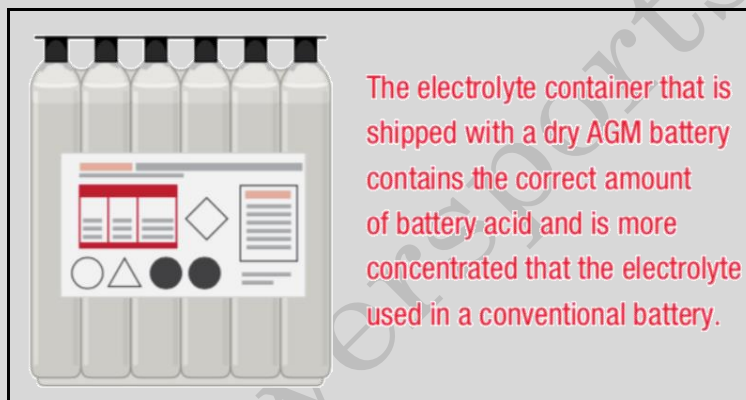 The electrolyte container that is
shipped with a dry AGM battery
contains the correct amount
of battery acid and is more
concentrated that the electrolyte
used in a conventional battery.